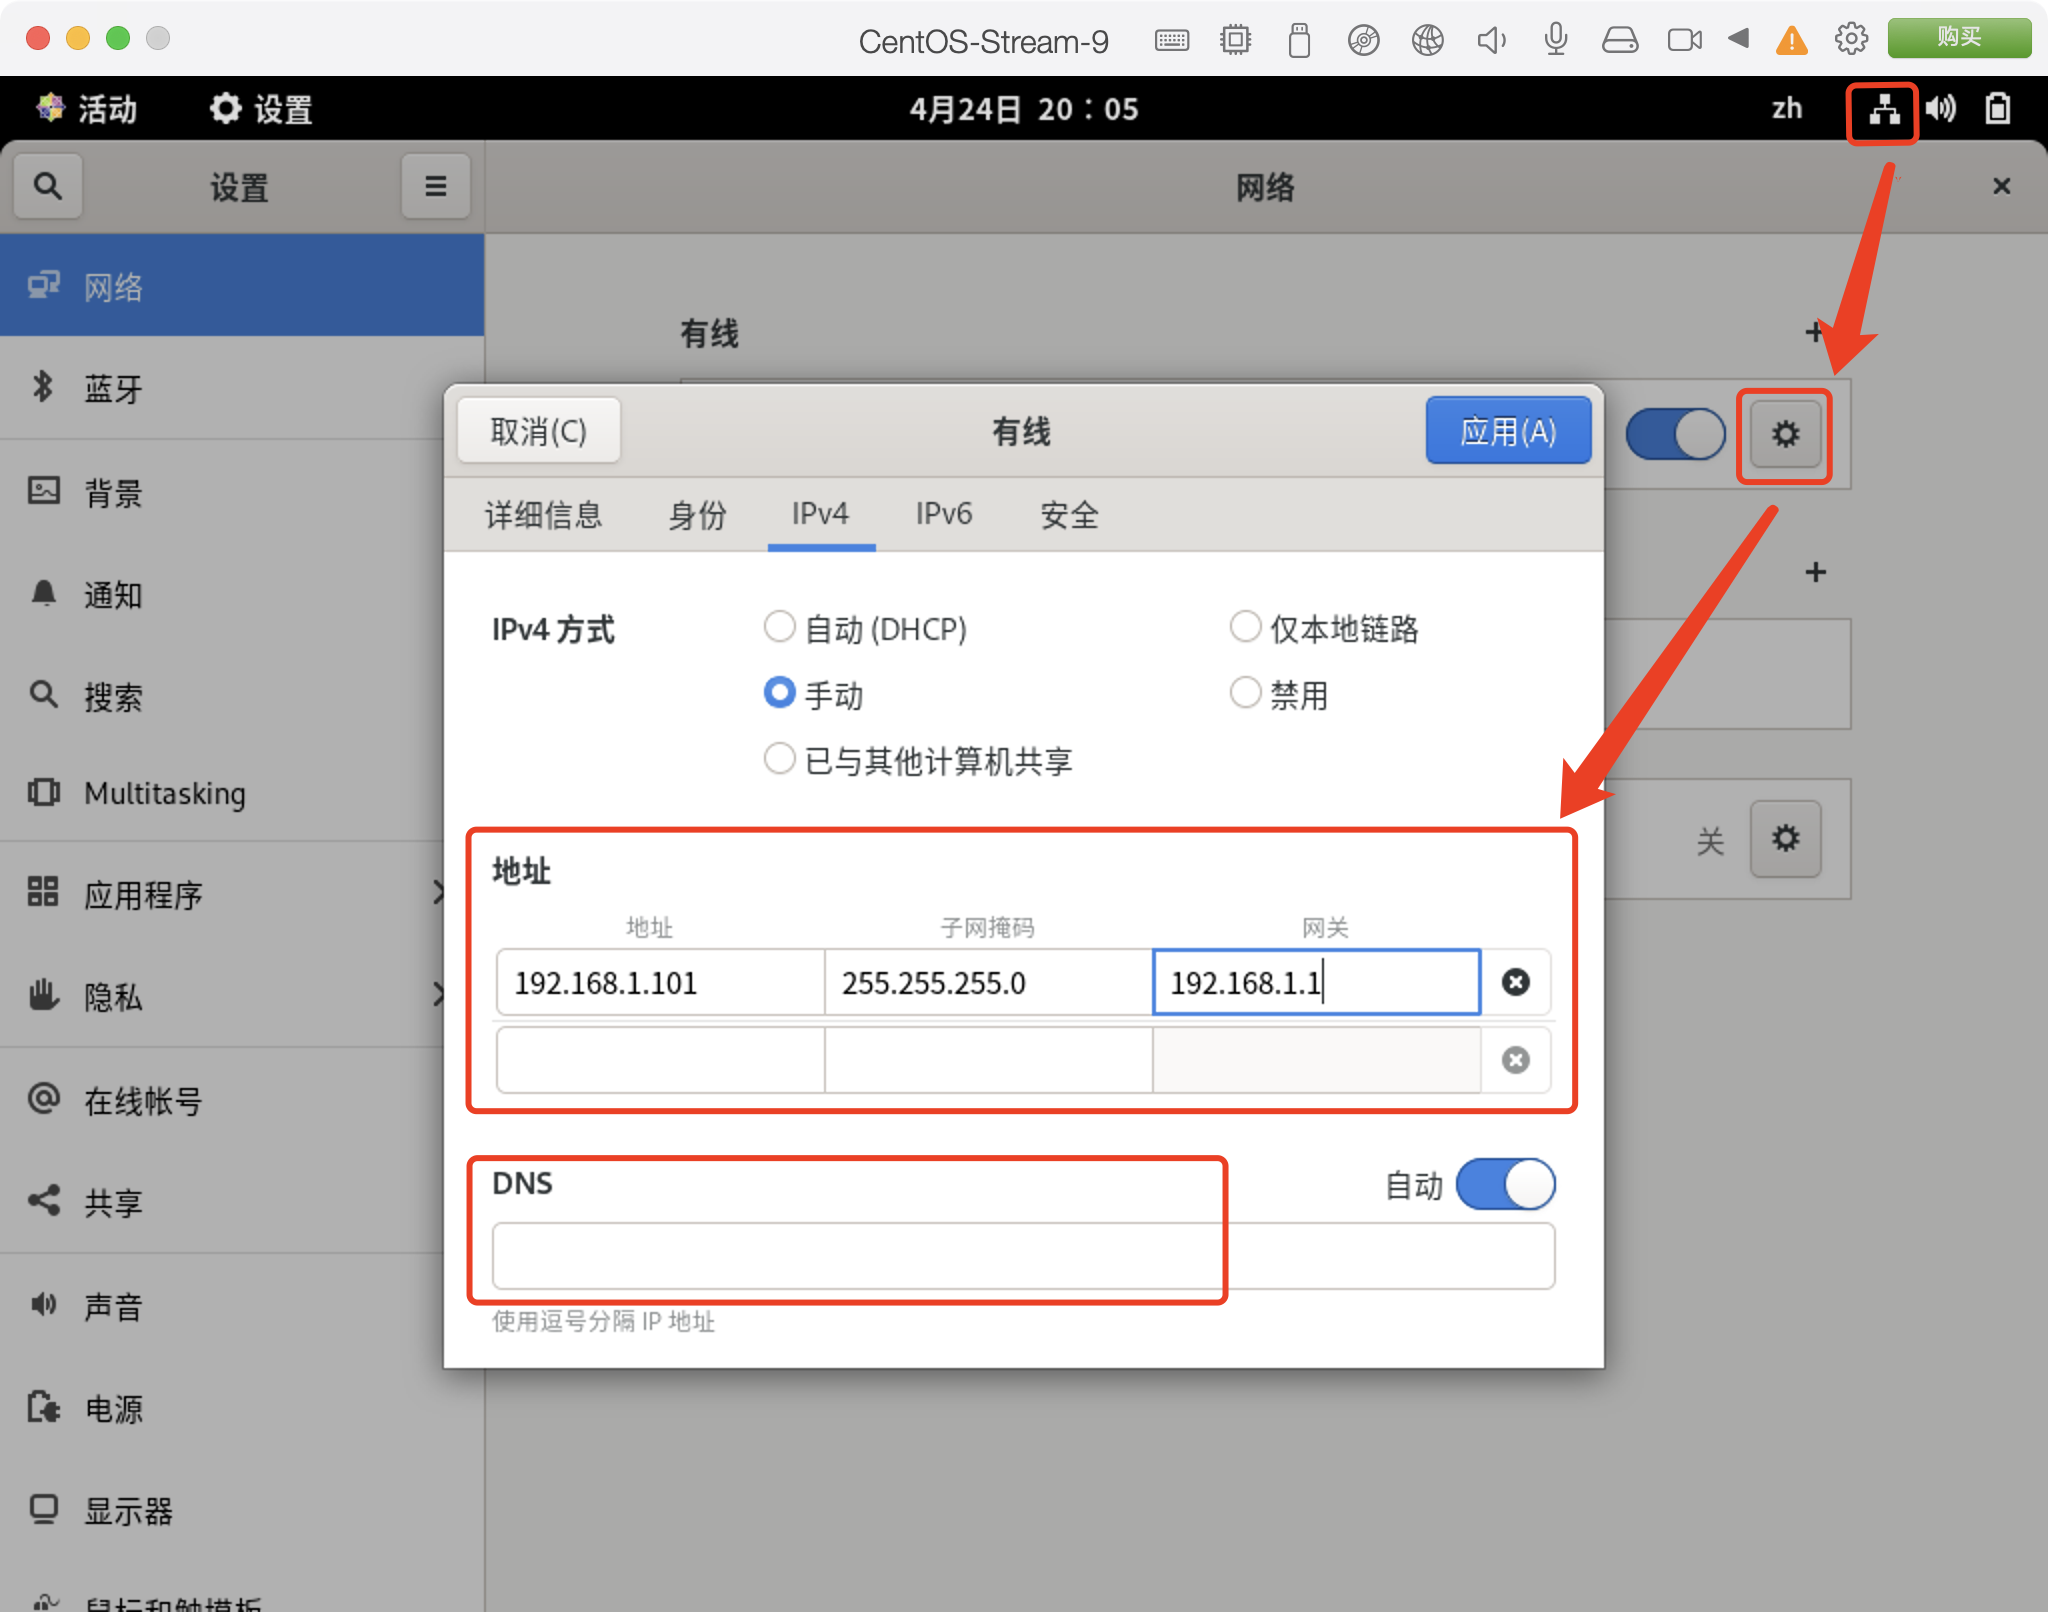 CentOS-Stream-9
购买
活动
设置
4月24日 20：05
zh
设置
网络
网络
蓝牙
背景
通知
搜索
Multitasking
应用程序
隐私
在线帐号
共享
声音
电源
显示器
鼠标和触摸板
有线
+
+
关
取消(C)
有线
应用(A)
详细信息
身份
IPv4
IPv6
安全
IPv4 方式
自动 (DHCP)
仅本地链路
手动
禁用
已与其他计算机共享
地址
地址
子网掩码
网关
192.168.1.101
255.255.255.0
192.168.1.1
DNS
自动
使用逗号分隔 IP 地址